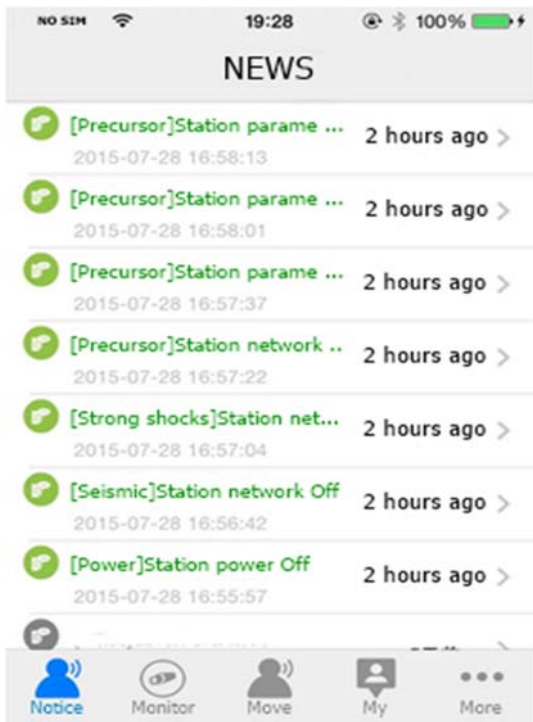 NO SIM 19:28 100%
NEWS
[Precursor]Station parame ... 2 hours ago
2015-07-28 16:58:13
[Precursor]Station parame ... 2 hours ago
2015-07-28 16:58:01
[Precursor]Station parame ... 2 hours ago
2015-07-28 16:57:37
[Precursor]Station network .. 2 hours ago
2015-07-28 16:57:22
[Strong shocks]Station net... 2 hours ago
2015-07-28 16:57:04
[Seismic]Station network Off 2 hours ago
2015-07-28 16:56:42
[Power]Station power Off 2 hours ago
2015-07-28 16:55:57
Notice Monitor Move My More